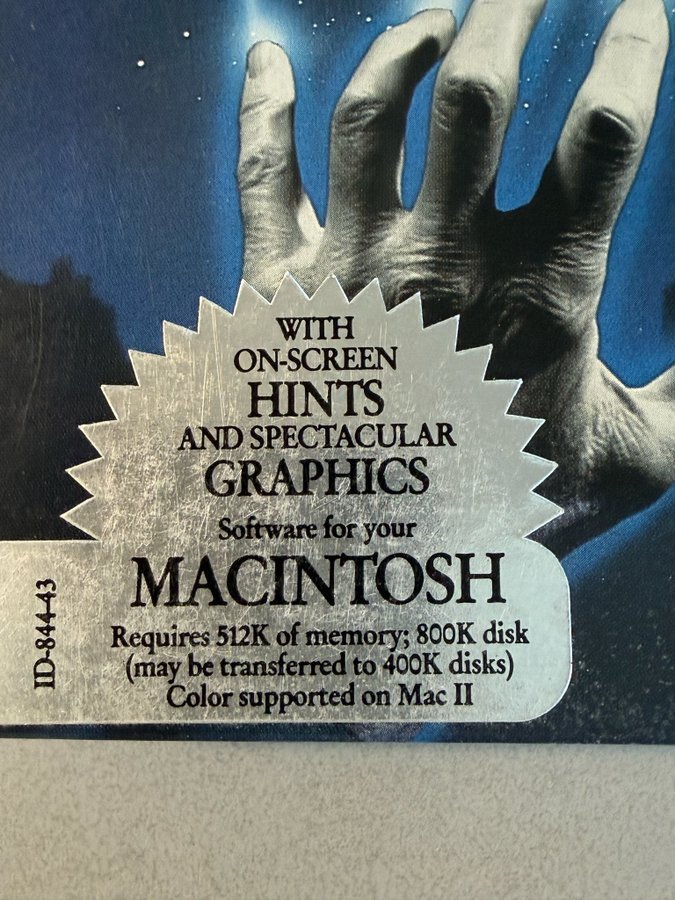 WITH
ON-SCREEN
HINTS
AND SPECTACULAR
GRAPHICS
Software for your
MACINTOSH
Requires 512K of memory; 800K disk
(may be transferred to 400K disks)
Color supported on Mac II
ID-844-43